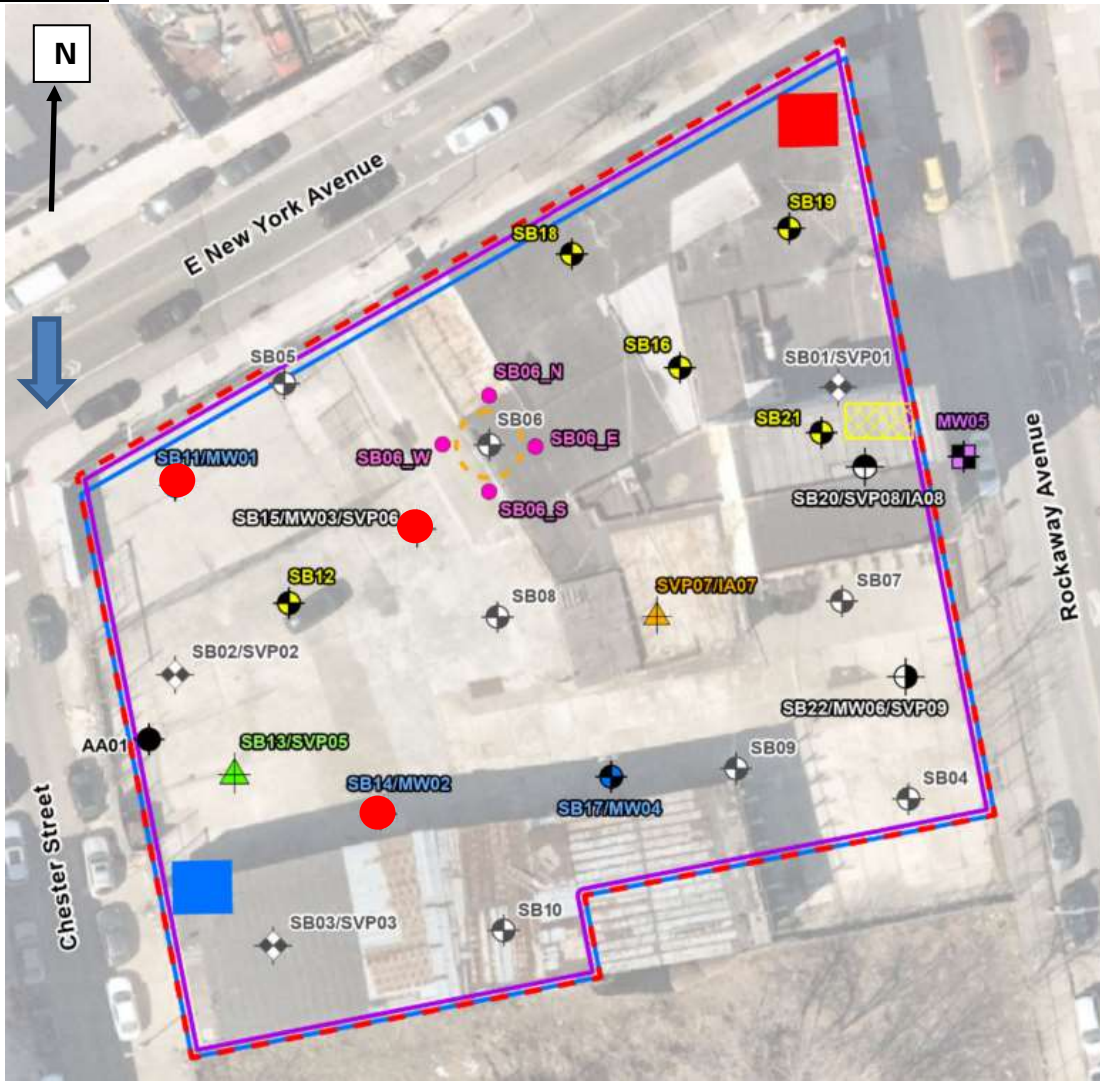 N
E New York Avenue
SB19
SB18
SB16
SB05
SB01/SVP01
SB06_N
SB06
SB06_E
SB06_W
SB06_S
SB21
MW05
SB20/SVP08/IA08
SB11/MW01
SB15/MW03/SVP06
SB12
SB08
SVP07/IA07
SB07
Rockaway Avenue
SB02/SVP02
SB22/MW06/SVP09
AA01
SB13/SVP05
SB14/MW02
SB17/MW04
SB09
SB04
Chester Street
SB03/SVP03
SB10